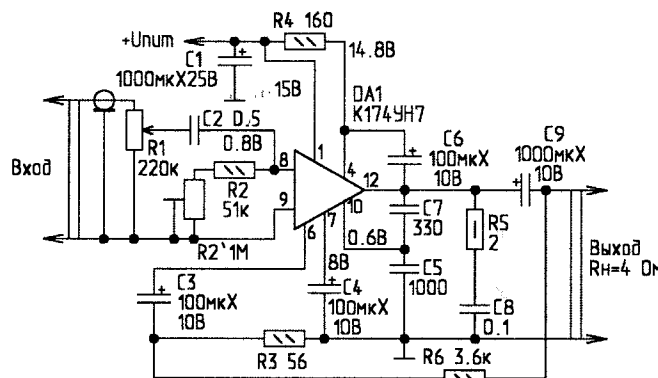 R4 160
+Uпит
14.8В
C1
1000мкХ25В
15В
DA1
К174УН7
C2 0.5
0.8В
C6
100мкХ
10В
C9
1000мкХ
10В
Вход
R1
220к
8
1
4
12
R2
51к
9
10
C7
330
R5
2
6
7
0.6В
Выход
Rн=4 Ом
R2` 1М
8В
C5
1000
C3
100мкХ
10В
C4
100мкХ
10В
C8
0.1
R3 56
R6 3.6к